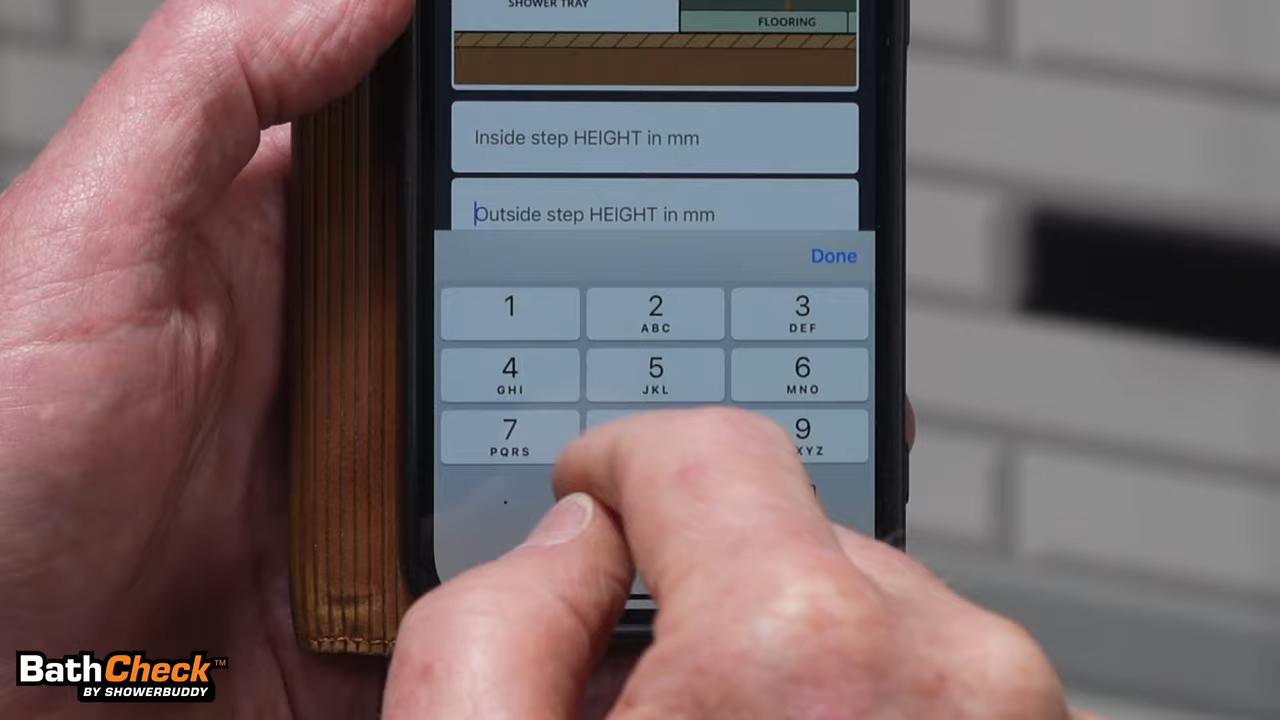 SHOWER TRAY
FLOORING
Inside step HEIGHT in mm
Outside step HEIGHT in mm
Done
1
2
ABC
3
DEF
4
GHI
5
JKL
6
MNO
7
PQRS
9
XYZ
.
BathCheck™
BY SHOWERBUDDY